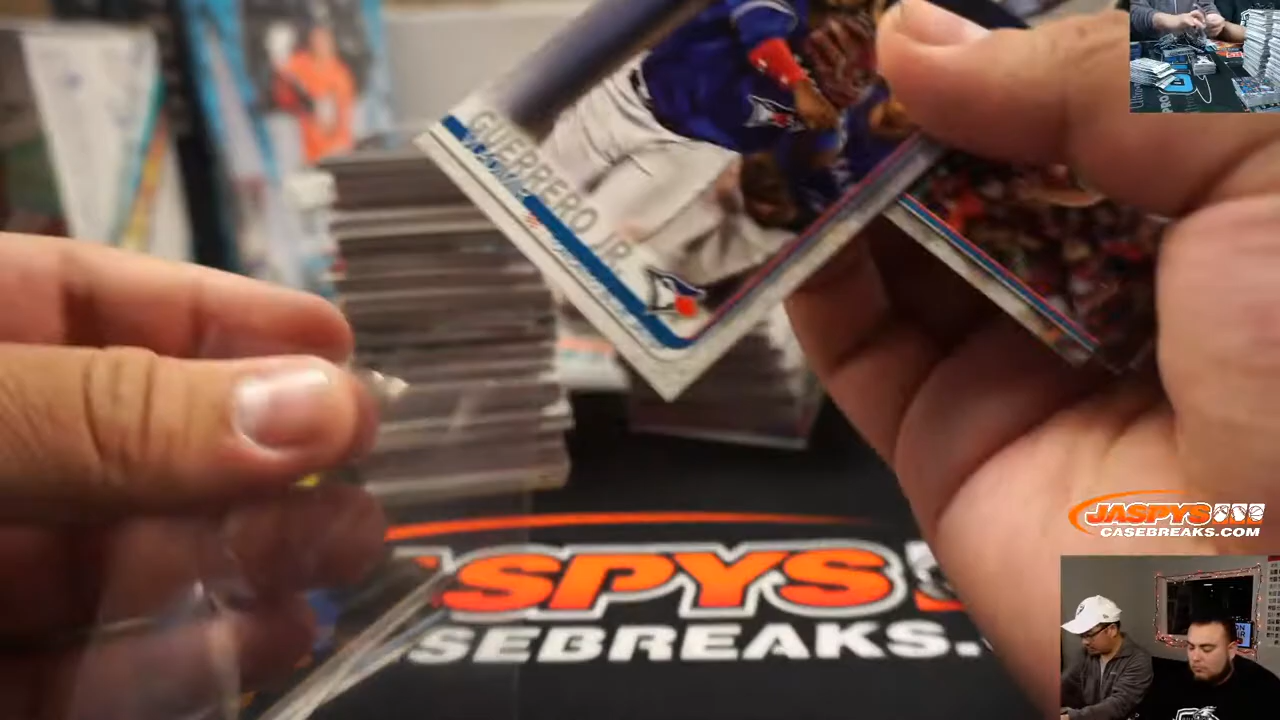 GUERRERO JR.
JASPYS
CASEBREAKS.COM
SPYS
SEBREAKS.